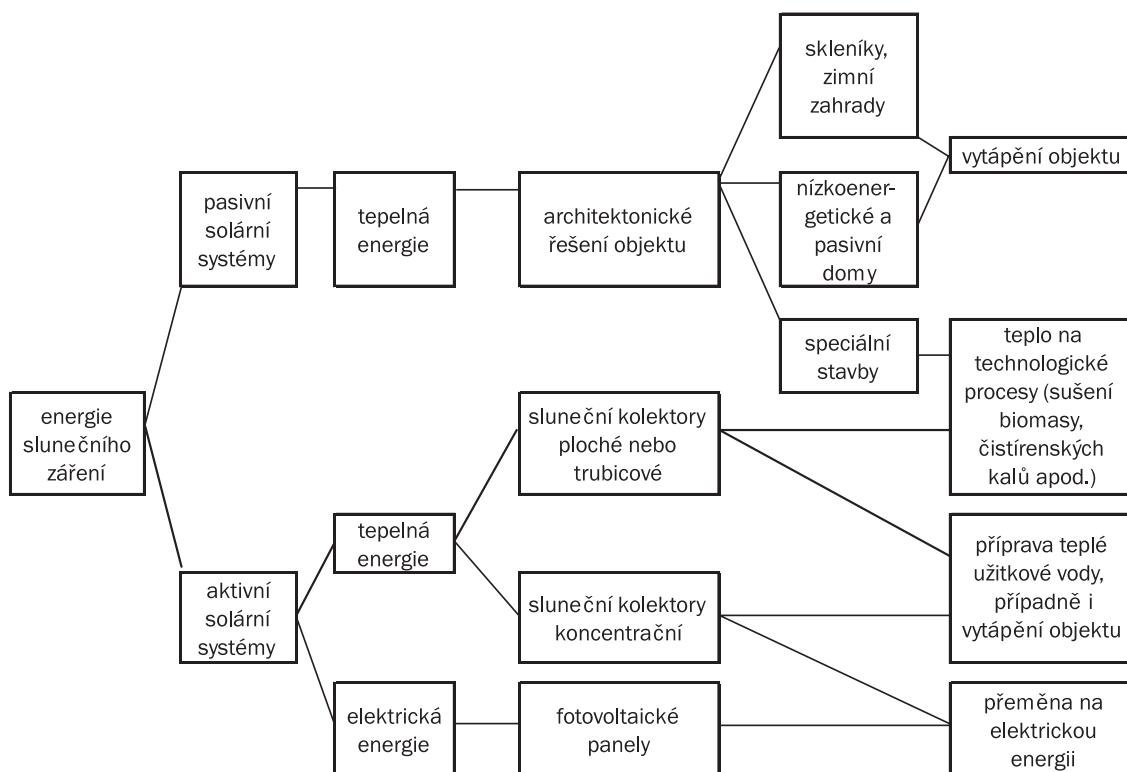 skleníky,
zimní
zahrady
vytápění objektu
pasivní
solární
systémy
tepelná
energie
architektonické
řešení objektu
nízkoener-
getické a
pasivní
domy
speciální
stavby
teplo na
technologické
procesy (sušení
biomasy,
čistírenských
kalů apod.)
energie
slunečního
záření
sluneční kolektory
ploché nebo
trubicové
tepelná
energie
příprava teplé
užitkové vody,
případně i
vytápění objektu
aktivní
solární
systémy
sluneční kolektory
koncentrační
elektrická
energie
fotovoltaické
panely
přeměna na
elektrickou
energii